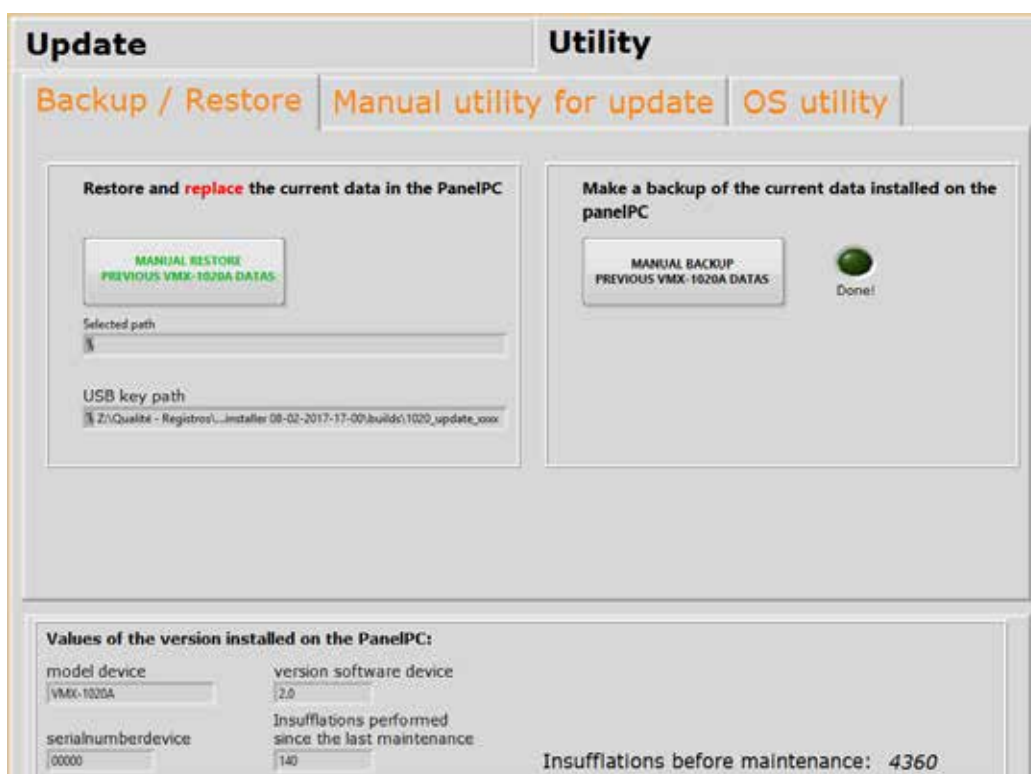 Update
Utility
Backup / Restore
Manual utility for update
OS utility
Restore and replace the current data in the PanelPC
MANUAL RESTORE
PREVIOUS VMX-1020A DATAS
Selected path
USB key path
Z:\Qualité - Registros\...installer 08-02-2017-17-00\builds\1020_update_xxxx
Make a backup of the current data installed on the
panelPC
MANUAL BACKUP
PREVIOUS VMX-1020A DATAS
Done!
Values of the version installed on the PanelPC:
model device
VMX-1020A
version software device
2.0
serialnumberdevice
00000
Insufflations performed
since the last maintenance
140
Insufflations before maintenance: 4360